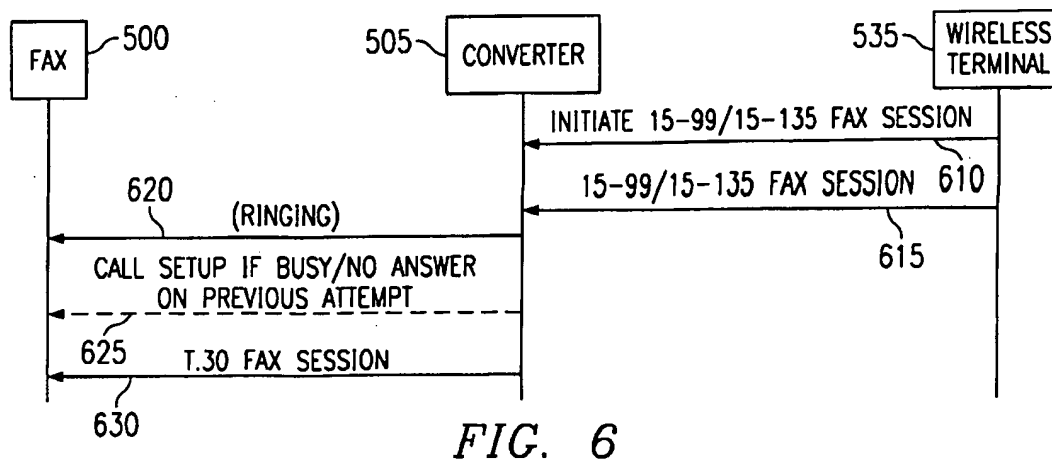 FAX
500
505
CONVERTER
535
WIRELESS
TERMINAL
INITIATE 15-99/15-135 FAX SESSION
610
15-99/15-135 FAX SESSION
615
620
(RINGING)
CALL SETUP IF BUSY/NO ANSWER
ON PREVIOUS ATTEMPT
625
T.30 FAX SESSION
630
FIG. 6